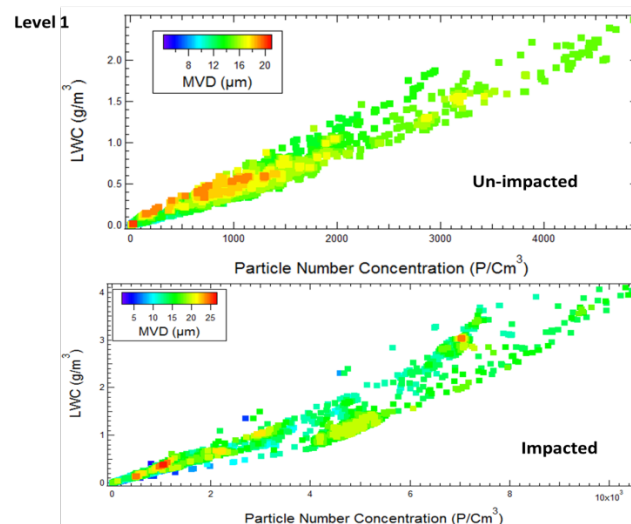 Level 1
8 12 16 20
MVD (µm)
2.0
1.5
1.0
0.5
0.0
LWC (g/m³)
Un-impacted
0 1000 2000 3000 4000
Particle Number Concentration (P/Cm³)
5 10 15 20 25
MVD (µm)
4
3
2
1
0
LWC (g/m³)
Impacted
0 2 4 6 8 10x10³
Particle Number Concentration (P/Cm³)